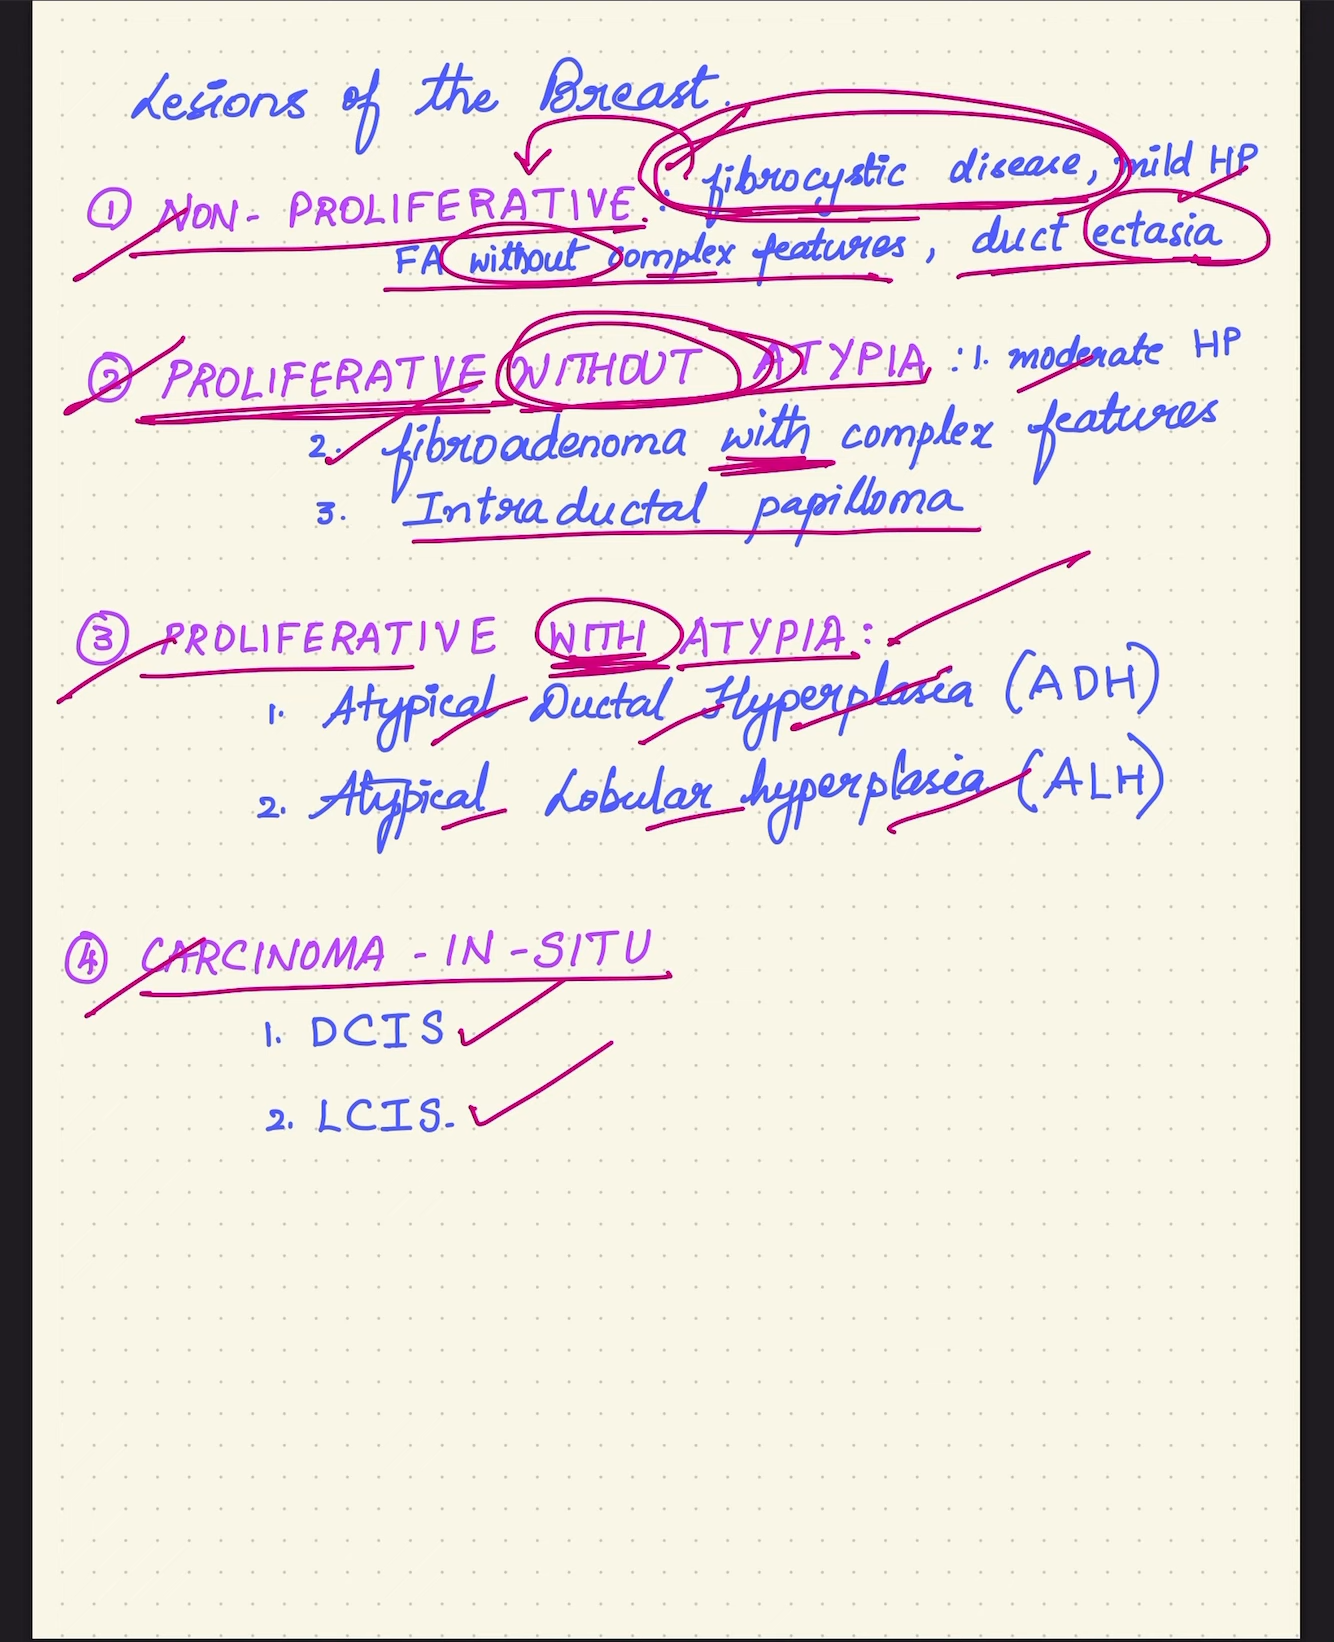 Lesions of the Breast.
① NON- PROLIFERATIVE. : fibrocystic disease, mild HP
FA without complex features, duct ectasia
② PROLIFERATVE WITHOUT ATYPIA : 1. moderate HP
2. fibroadenoma with complex features
3. Intraductal papilloma
③ PROLIFERATIVE WITH ATYPIA:
1. Atypical Ductal Hyperplasia (ADH)
2. Atypical Lobular hyperplasia (ALH)
④ CARCINOMA - IN - SITU
1. DCIS
2. LCIS.